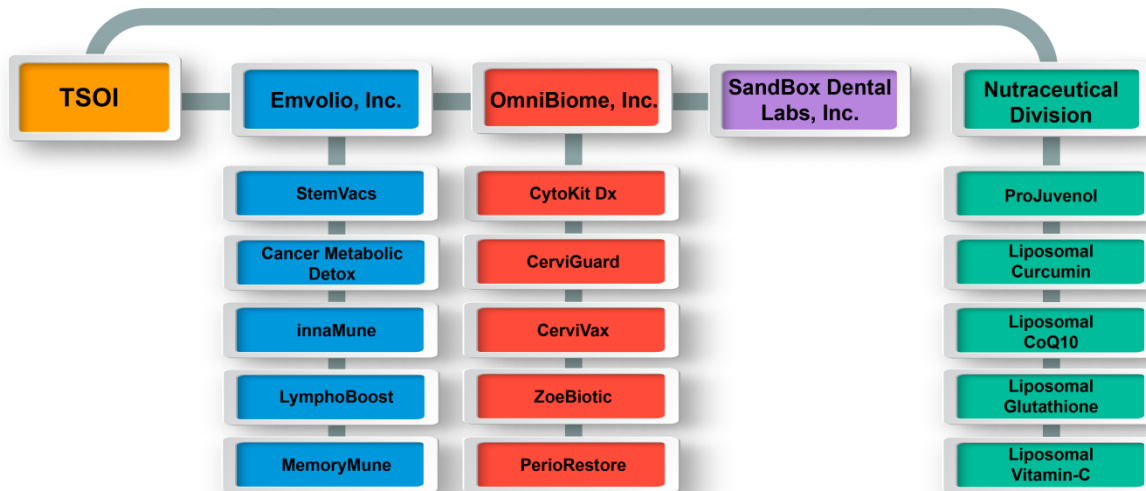 TSOI
Emvolio, Inc.
OmniBiome, Inc.
SandBox Dental
Labs, Inc.
Nutraceutical
Division
StemVacs
Cancer Metabolic
Detox
innaMune
LymphoBoost
MemoryMune
CytoKit Dx
CerviGuard
CerviVax
ZoeBiotic
PerioRestore
ProJuvenol
Liposomal
Curcumin
Liposomal
CoQ10
Liposomal
Glutathione
Liposomal
Vitamin-C